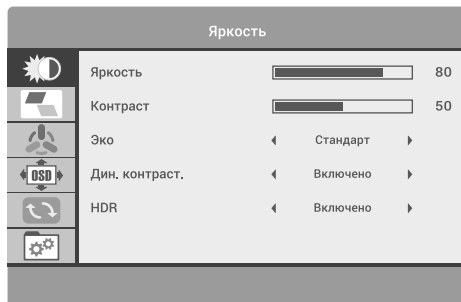 Яркость
Яркость 80
Контраст 50
Эко Стандарт
Дин. контраст. Включено
OSD
HDR Включено